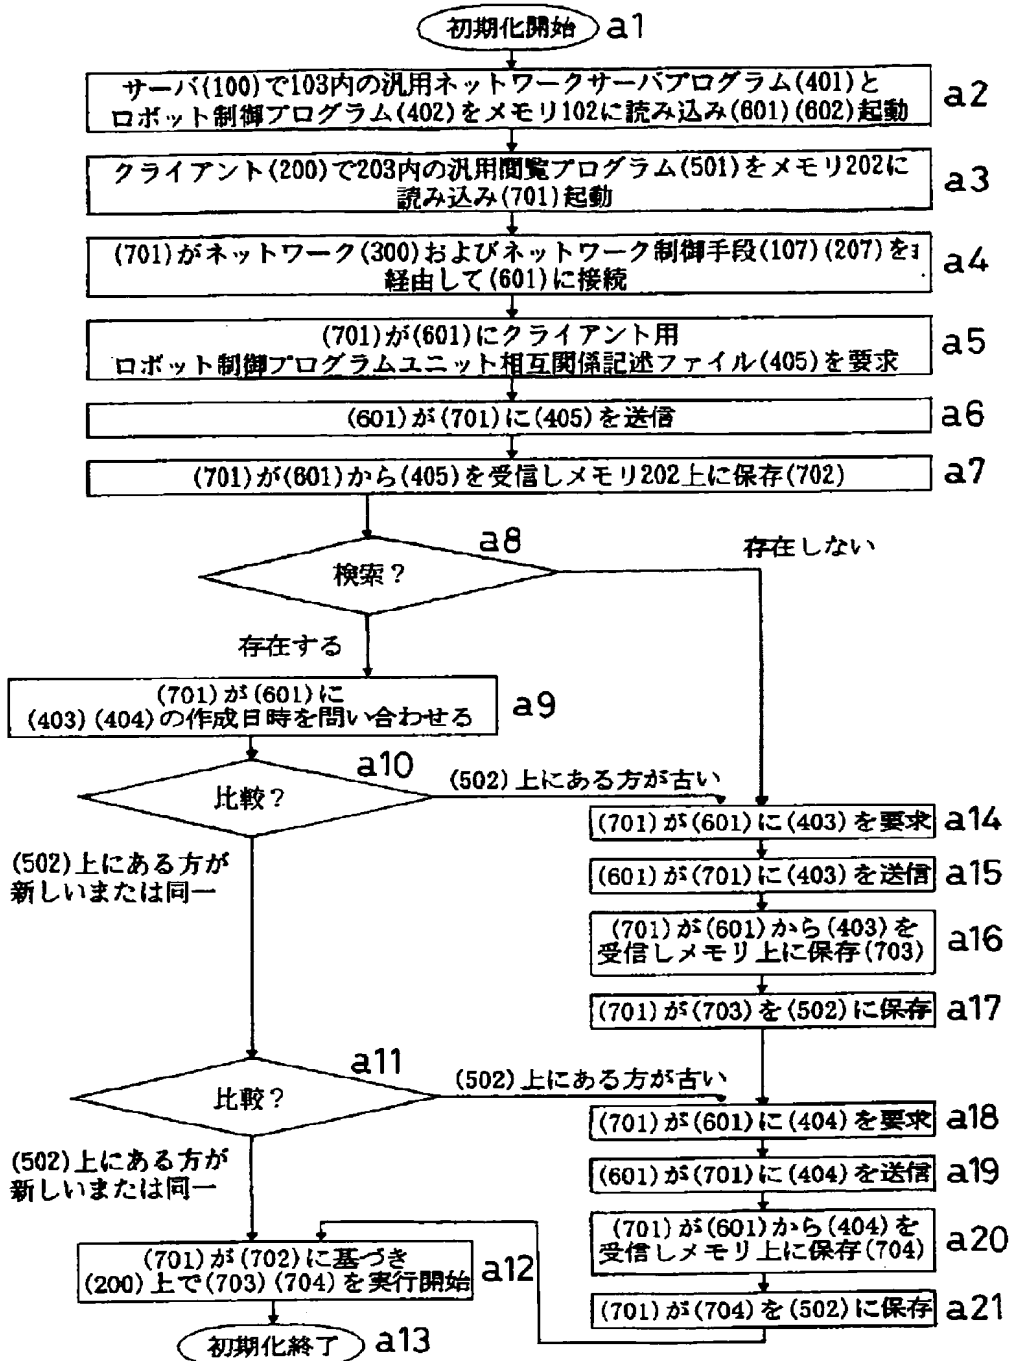 初期化開始 a1
サーバ(100)で103内の汎用ネットワークサーバプログラム(401)と
ロボット制御プログラム(402)をメモリ102に読み込み(601)(602)起動
a2
クライアント(200)で203内の汎用閲覧プログラム(501)をメモリ202に
読み込み(701)起動
a3
(701)がネットワーク(300)およびネットワーク制御手段(107)(207)を
経由して(601)に接続
a4
(701)が(601)にクライアント用
ロボット制御プログラムユニット相互関係記述ファイル(405)を要求
a5
(601)が(701)に(405)を送信
a6
(701)が(601)から(405)を受信しメモリ202上に保存(702)
a7
a8
検索?
存在しない
存在する
(701)が(601)に
(403)(404)の作成日時を問い合わせる
a9
a10
比較?
(502)上にある方が古い
(502)上にある方が
新しいまたは同一
(701)が(601)に(403)を要求 a14
(601)が(701)に(403)を送信 a15
(701)が(601)から(403)を
受信しメモリ上に保存(703)
a16
(701)が(703)を(502)に保存 a17
a11
比較?
(502)上にある方が古い
(502)上にある方が
新しいまたは同一
(701)が(601)に(404)を要求 a18
(601)が(701)に(404)を送信 a19
(701)が(601)から(404)を
受信しメモリ上に保存(704)
a20
(701)が(704)を(502)に保存 a21
(701)が(702)に基づき
(200)上で(703)(704)を実行開始
a12
初期化終了 a13